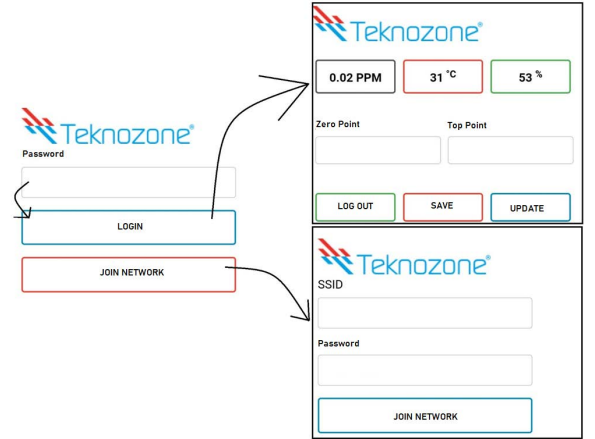 Teknozone®
Password
LOGIN
JOIN NETWORK
Teknozone®
0.02 PPM
31 °C
53 %
Zero Point
Top Point
LOG OUT
SAVE
UPDATE
Teknozone®
SSID
Password
JOIN NETWORK